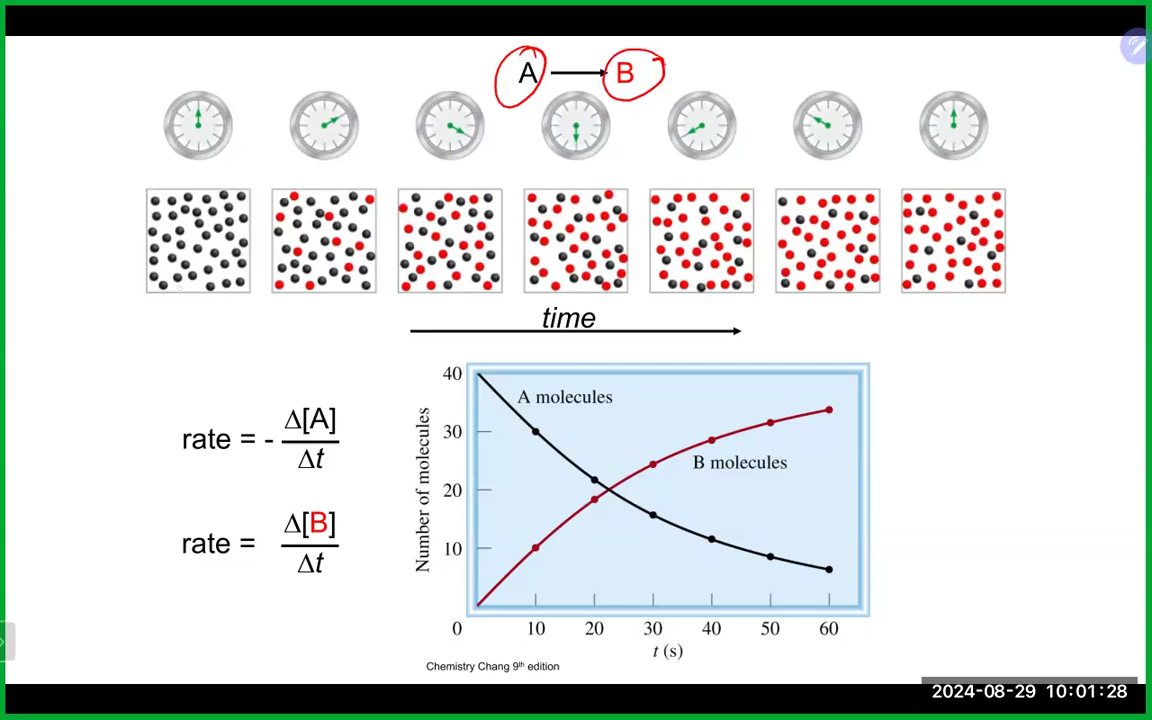 A → B
time
40
30
20
10
0
10 20 30 40 50 60
t (s)
Number of molecules
A molecules
B molecules
rate = - Δ[A]
Δt
rate = Δ[B]
Δt
Chemistry Chang 9th edition
2024-08-29 10:01:28